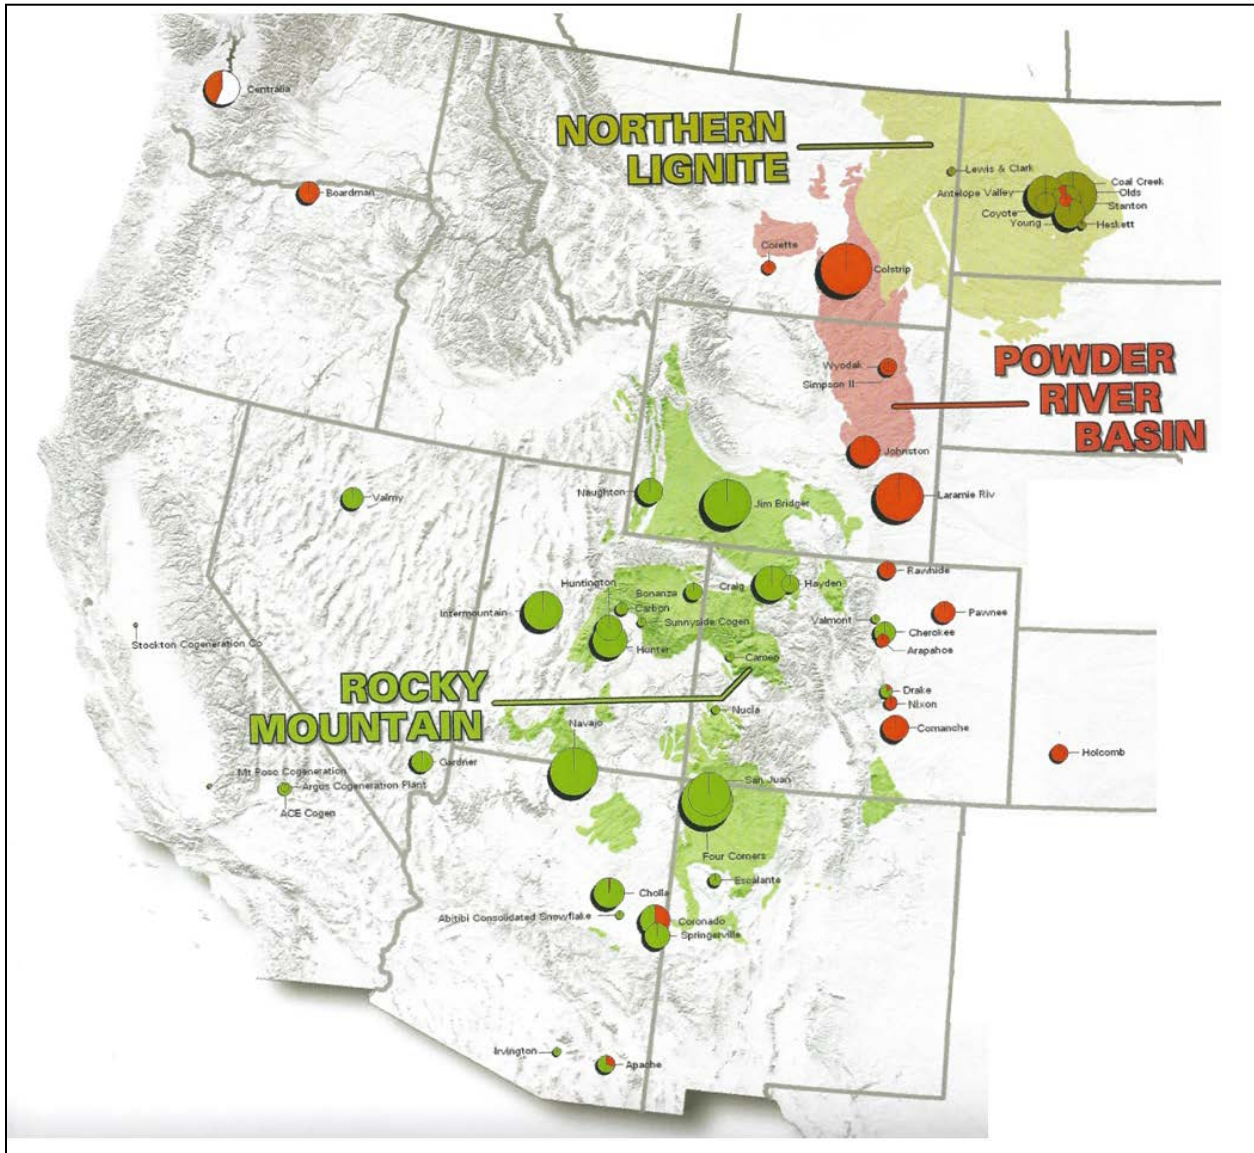 Centralia
Boardman
NORTHERN
LIGNITE
Lewis & Clark
Antelope Valley
Coal Creek
Olds
Stanton
Coyote
Young
Heskett
Corette
Colstrip
POWDER
RIVER
BASIN
Wyodak
Simpson II
Johnston
Laramie Riv
Naughton
Jim Bridger
Valmy
Huntington
Bonanza
Craig
Hayden
Rawhide
Intermountain
Carbon
Sunnyside Cogen
Hunter
Valmont
Pawnee
Cherokee
Arapahoe
Stockton Cogeneration Co
Cameo
ROCKY
MOUNTAIN
Drake
Nixon
Nucla
Comanche
Holcomb
Navajo
Gardner
Mt Poso Cogeneration
Argus Cogeneration Plant
ACE Cogen
San Juan
Four Corners
Escalante
Cholla
Abitibi Consolidated Snowflake
Coronado
Springerville
Irvington
Apache